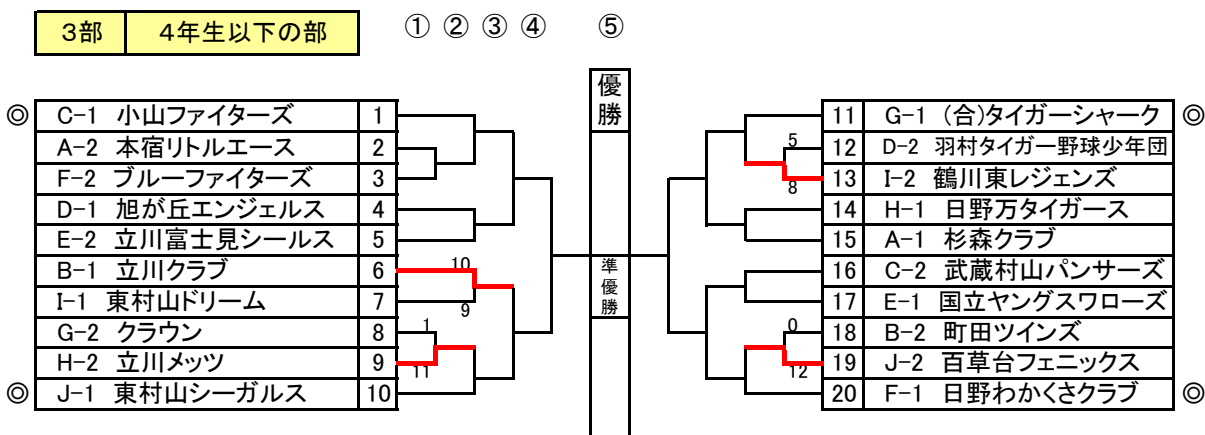 3部 4年生以下の部 ① ② ③ ④ ⑤
優勝
◎ C-1 小山ファイターズ 1 11 G-1 (合)タイガーシャーク ◎
A-2 本宿リトルエース 2 5 12 D-2 羽村タイガー野球少年団
F-2 ブルーファイターズ 3 8 13 I-2 鶴川東レジェンズ
D-1 旭が丘エンジェルス 4 14 H-1 日野万タイガース
E-2 立川富士見シールス 5 15 A-1 杉森クラブ
B-1 立川クラブ 6 10 準優勝 16 C-2 武蔵村山パンサーズ
I-1 東村山ドリーム 7 9 17 E-1 国立ヤングスワローズ
G-2 クラウン 8 1 0 18 B-2 町田ツインズ
H-2 立川メッツ 9 11 12 19 J-2 百草台フェニックス
◎ J-1 東村山シーガルス 10 20 F-1 日野わかくさクラブ ◎